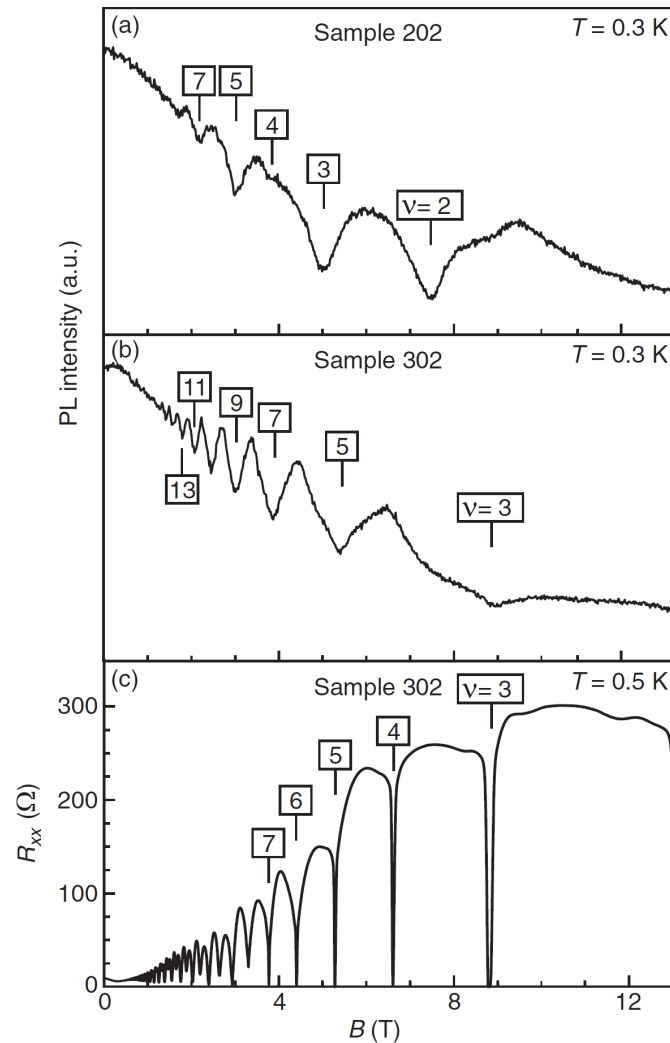 (a) Sample 202 T = 0.3 K
7
5
4
3
ν= 2
(b) Sample 302 T = 0.3 K
11
9
7
5
13
ν= 3
PL intensity (a.u.)
(c) Sample 302 T = 0.5 K
ν= 3
4
5
6
7
300
200
100
0
Rxx (Ω)
0 4 8 12
B (T)